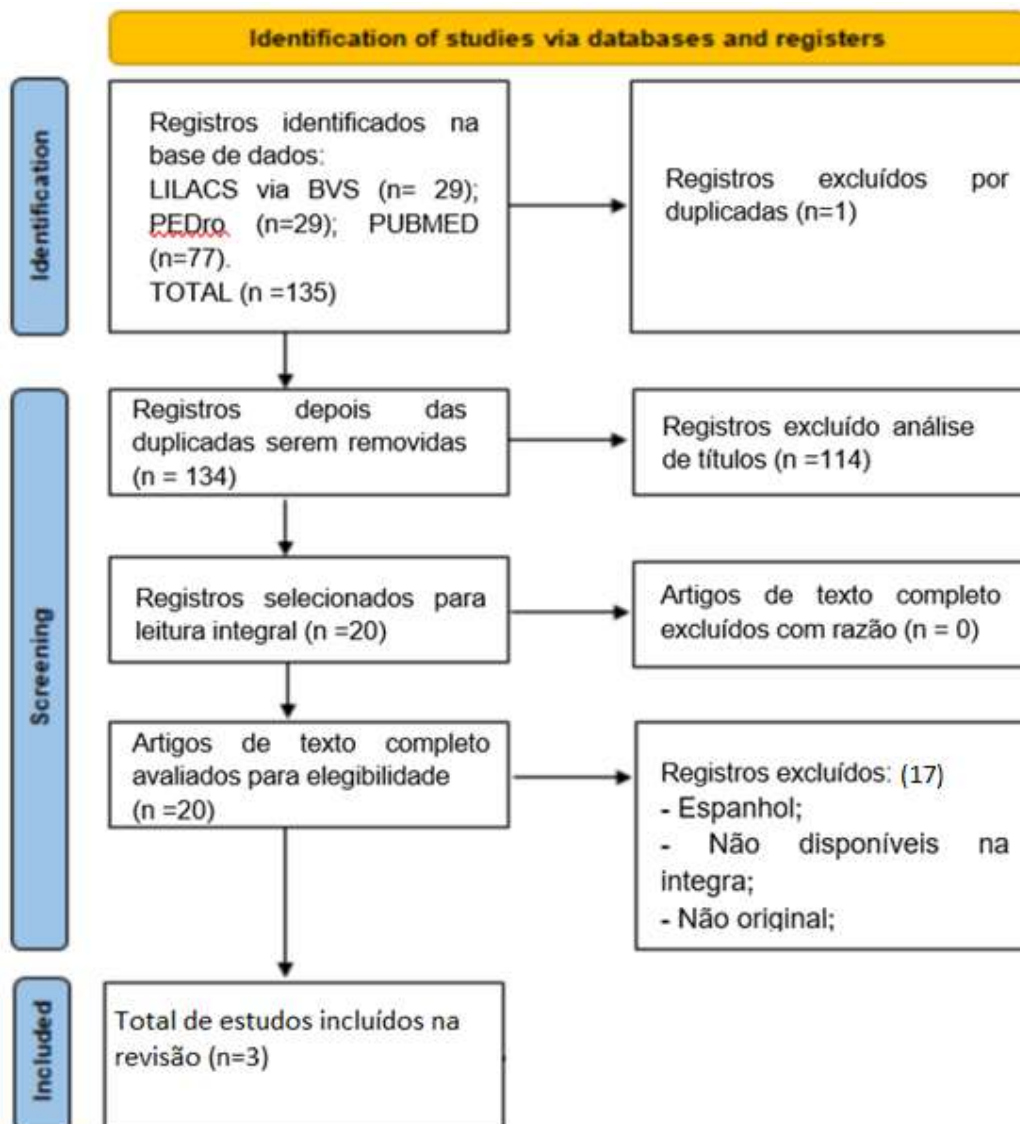 Identification of studies via databases and registers
Identification
Registros identificados na
base de dados:
LILACS via BVS (n= 29);
PEDro (n=29); PUBMED
(n=77).
TOTAL (n =135)
Registros excluídos por
duplicadas (n=1)
Screening
Registros depois das
duplicadas serem removidas
(n = 134)
Registros excluído análise
de títulos (n =114)
Registros selecionados para
leitura integral (n =20)
Artigos de texto completo
excluídos com razão (n = 0)
Artigos de texto completo
avaliados para elegibilidade
(n =20)
Registros excluídos: (17)
- Espanhol;
- Não disponíveis na
integra;
- Não original;
Included
Total de estudos incluídos na
revisão (n=3)